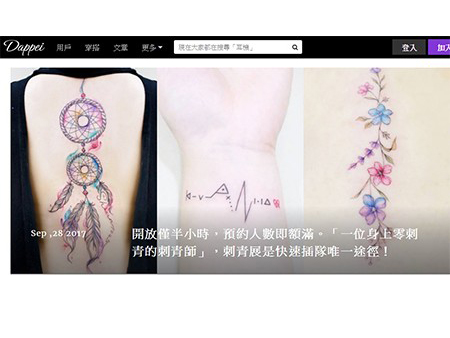 Dappei
用戶 穿搭 文章 更多
現在大家都在搜尋「耳機」
登入
加入
Sep ,28 2017
開放僅半小時，預約人數即額滿。「一位身上零刺
青的刺青師」，刺青展是快速插隊唯一途徑！